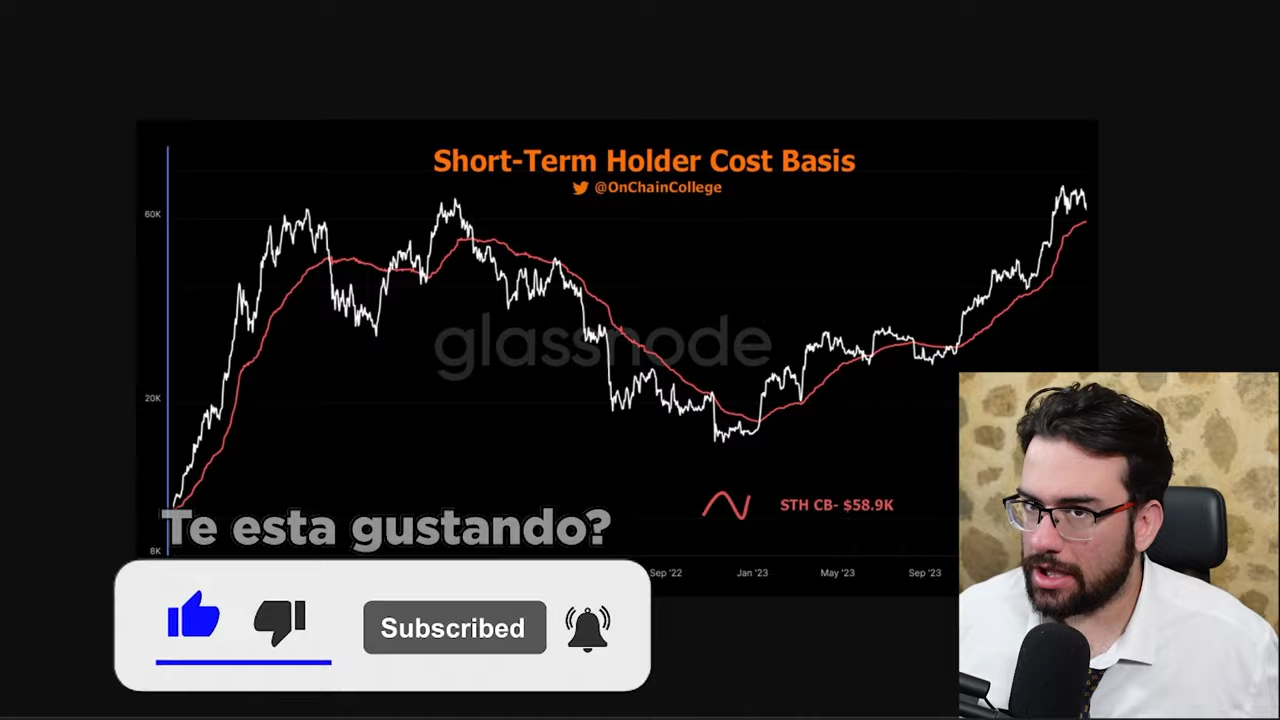 Short-Term Holder Cost Basis
@OnChainCollege
60K
glassnode
20K
STH CB- $58.9K
Te esta gustando?
8K
Sep '22
Jan '23
May '23
Sep '23
Subscribed